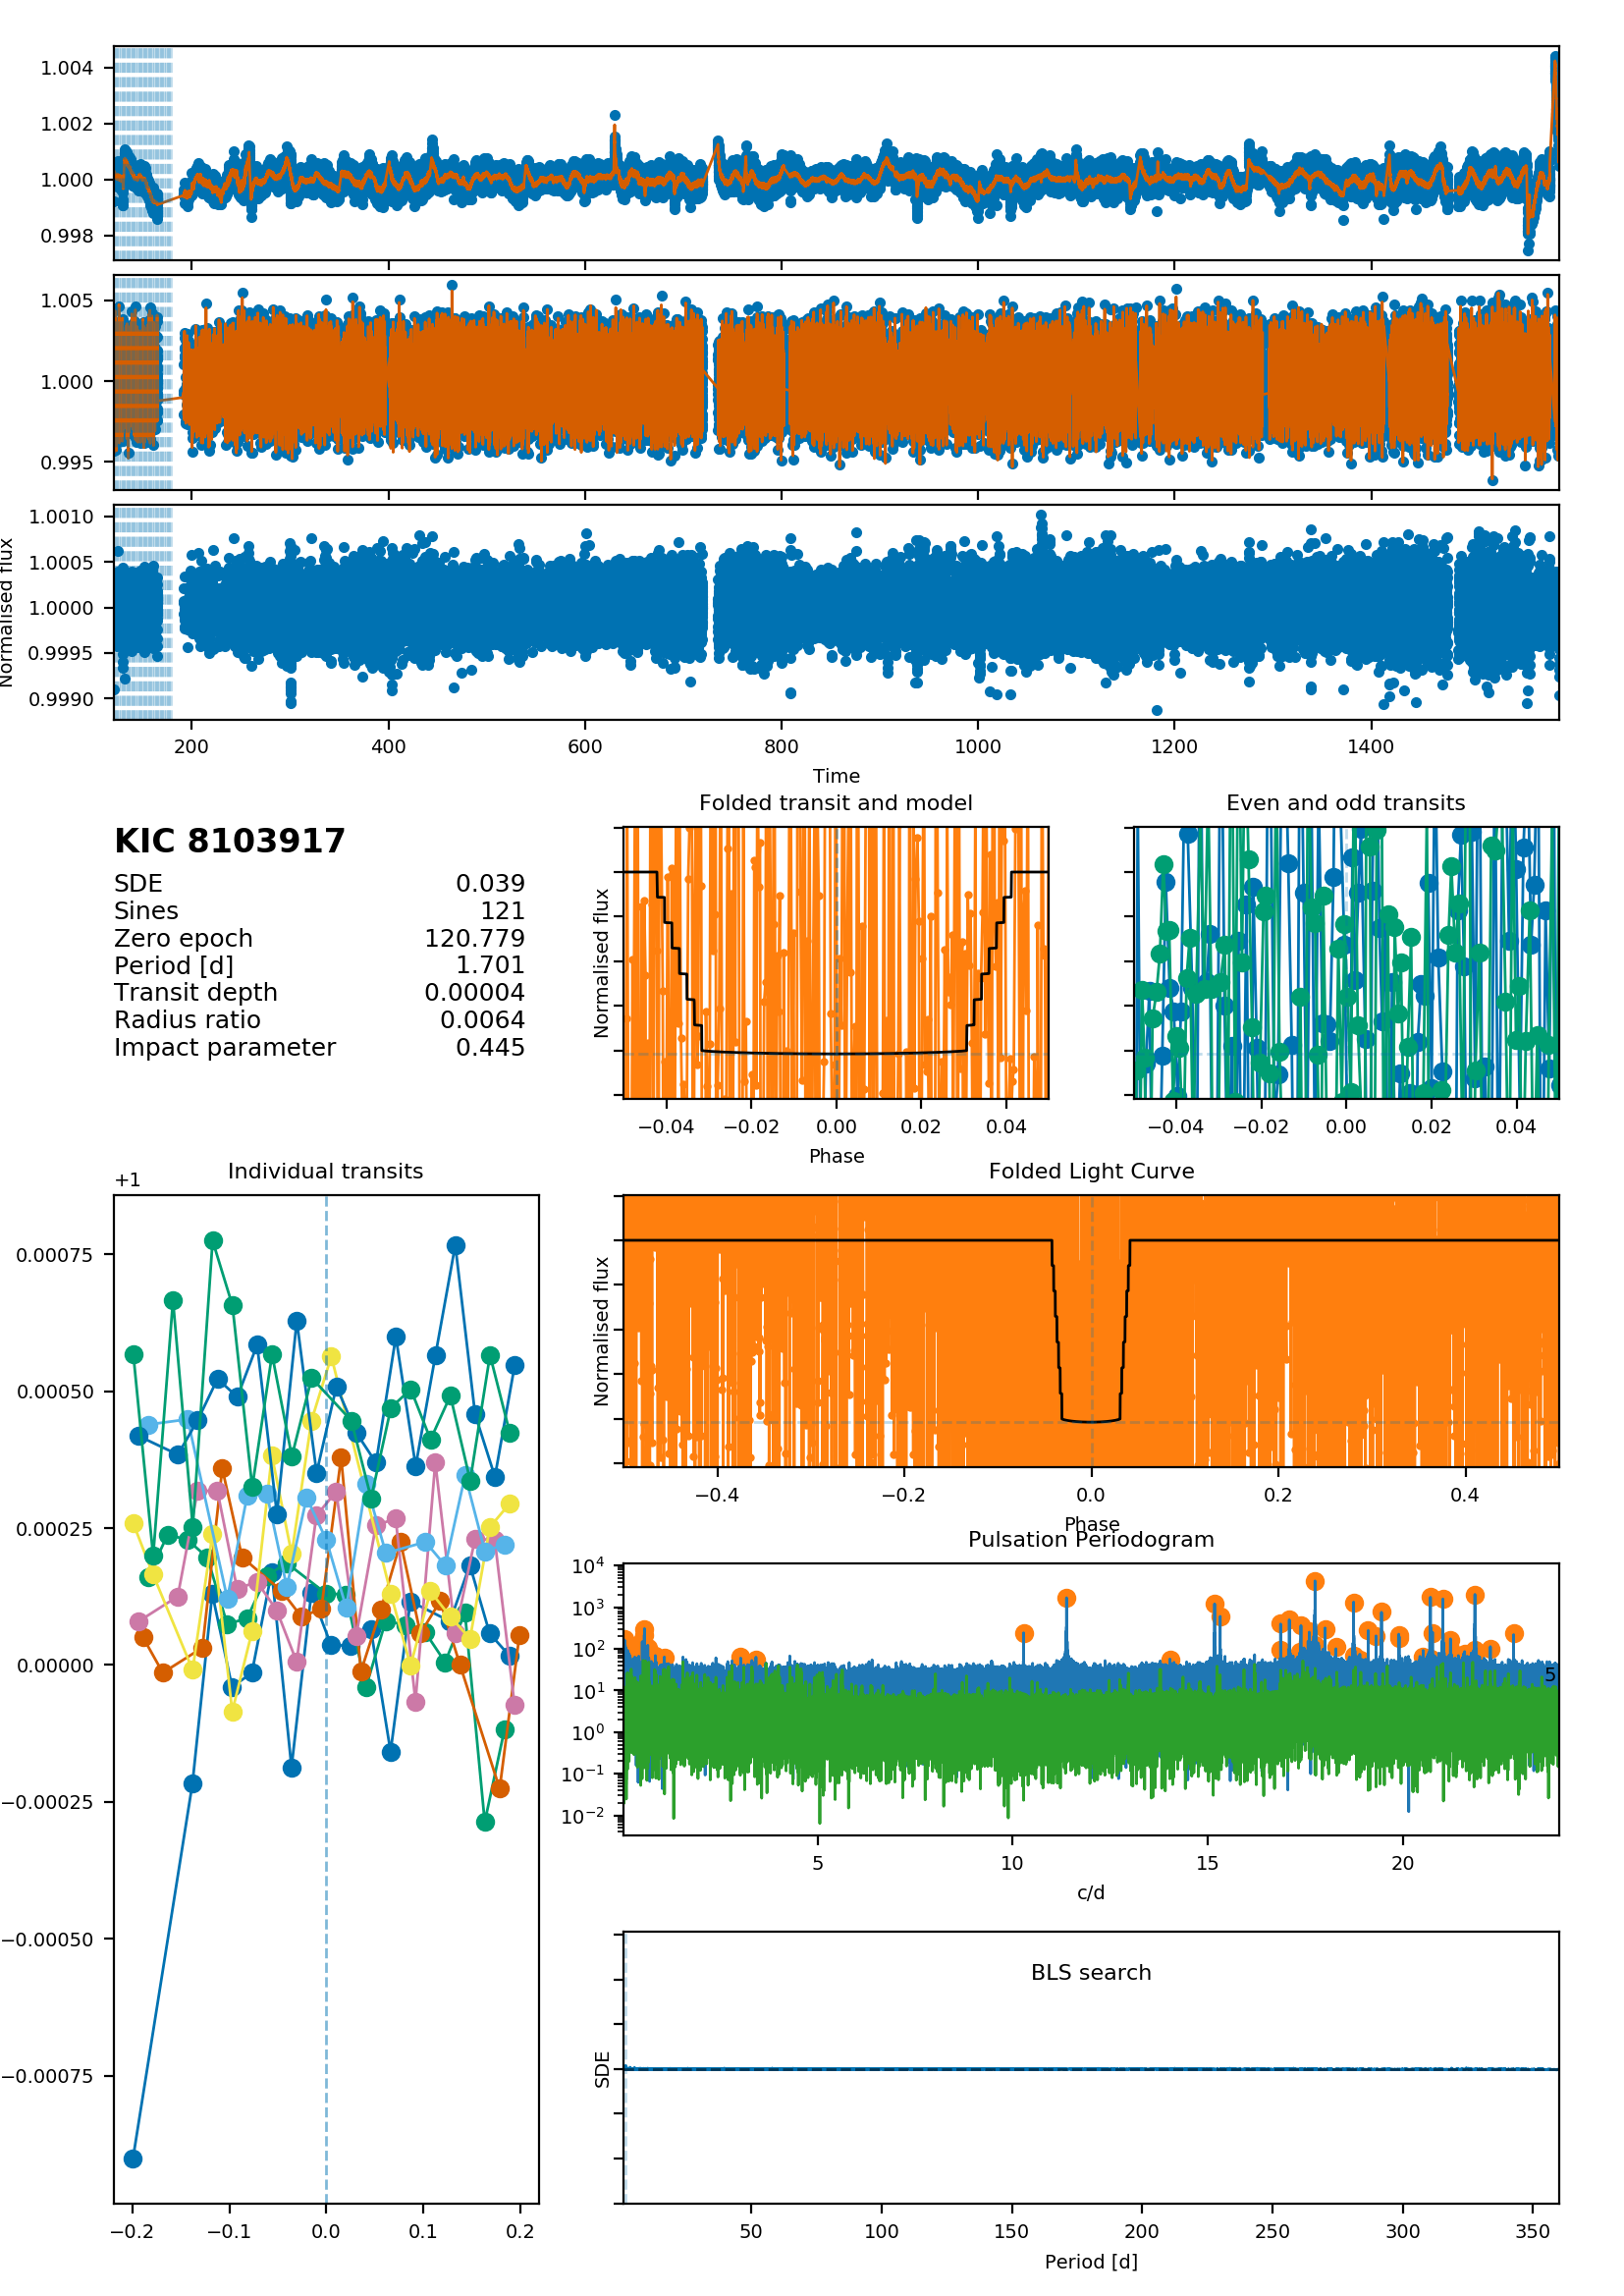 1.004
1.002
1.000
0.998
1.005
1.000
0.995
1.0010
1.0005
1.0000
0.9995
0.9990
Normalised flux
200 400 600 800 1000 1200 1400
Time
KIC 8103917
SDE 0.039
Sines 121
Zero epoch 120.779
Period [d] 1.701
Transit depth 0.00004
Radius ratio 0.0064
Impact parameter 0.445
Folded transit and model
Normalised flux
−0.04 −0.02 0.00 0.02 0.04
Phase
Even and odd transits
−0.04 −0.02 0.00 0.02 0.04
Individual transits
+1
0.00075
0.00050
0.00025
0.00000
−0.00025
−0.00050
−0.00075
−0.2 −0.1 0.0 0.1 0.2
Folded Light Curve
Normalised flux
−0.4 −0.2 0.0 0.2 0.4
Phase
Pulsation Periodogram
10^4
10^3
10^2
10^1
10^0
10^−1
10^−2
5
5 10 15 20
c/d
BLS search
SDE
50 100 150 200 250 300 350
Period [d]